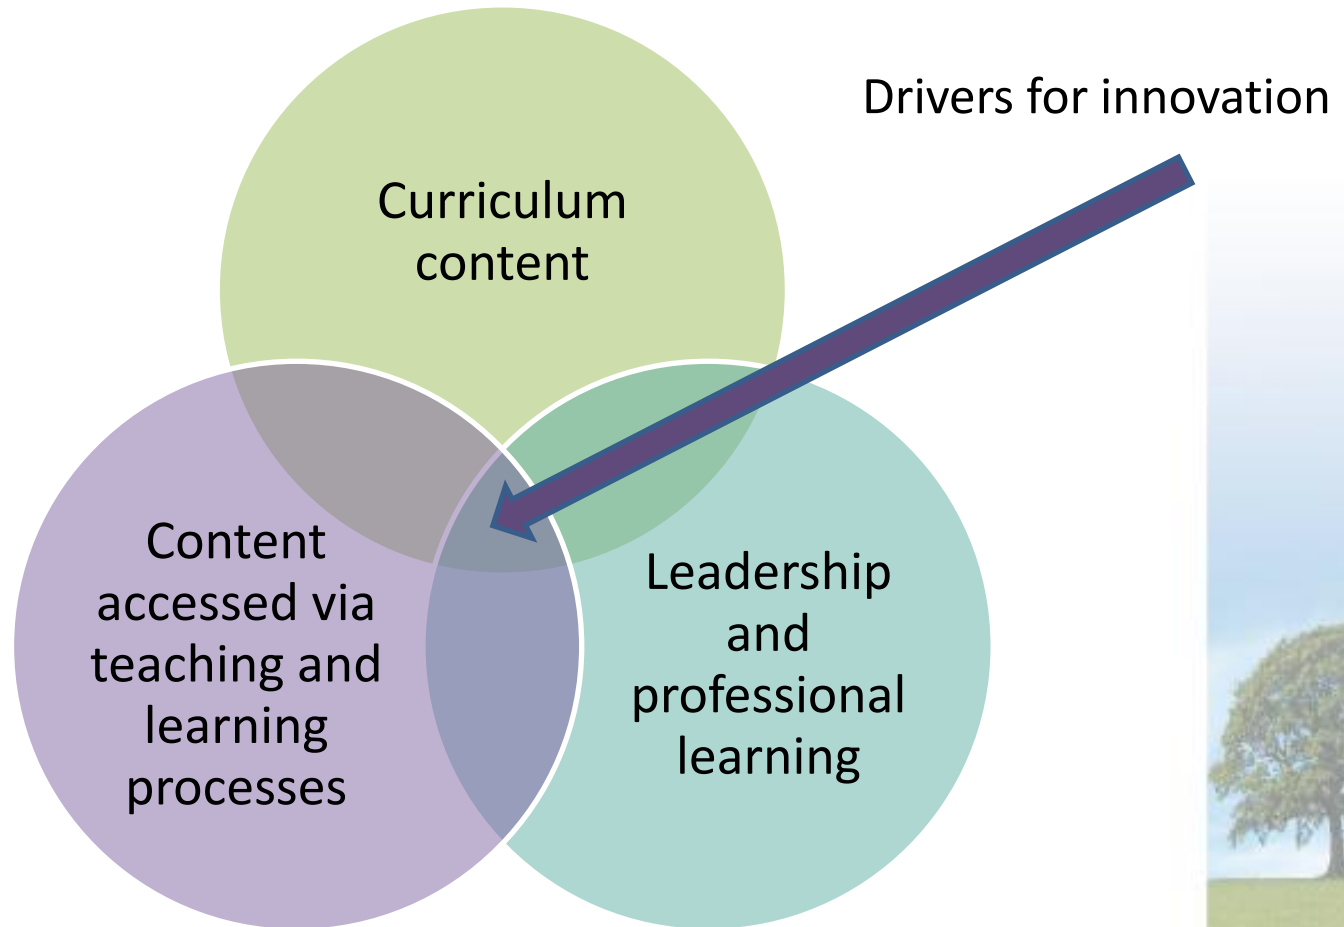 Drivers for innovation
Curriculum
content
Content
accessed via
teaching and
learning
processes
Leadership
and
professional
learning